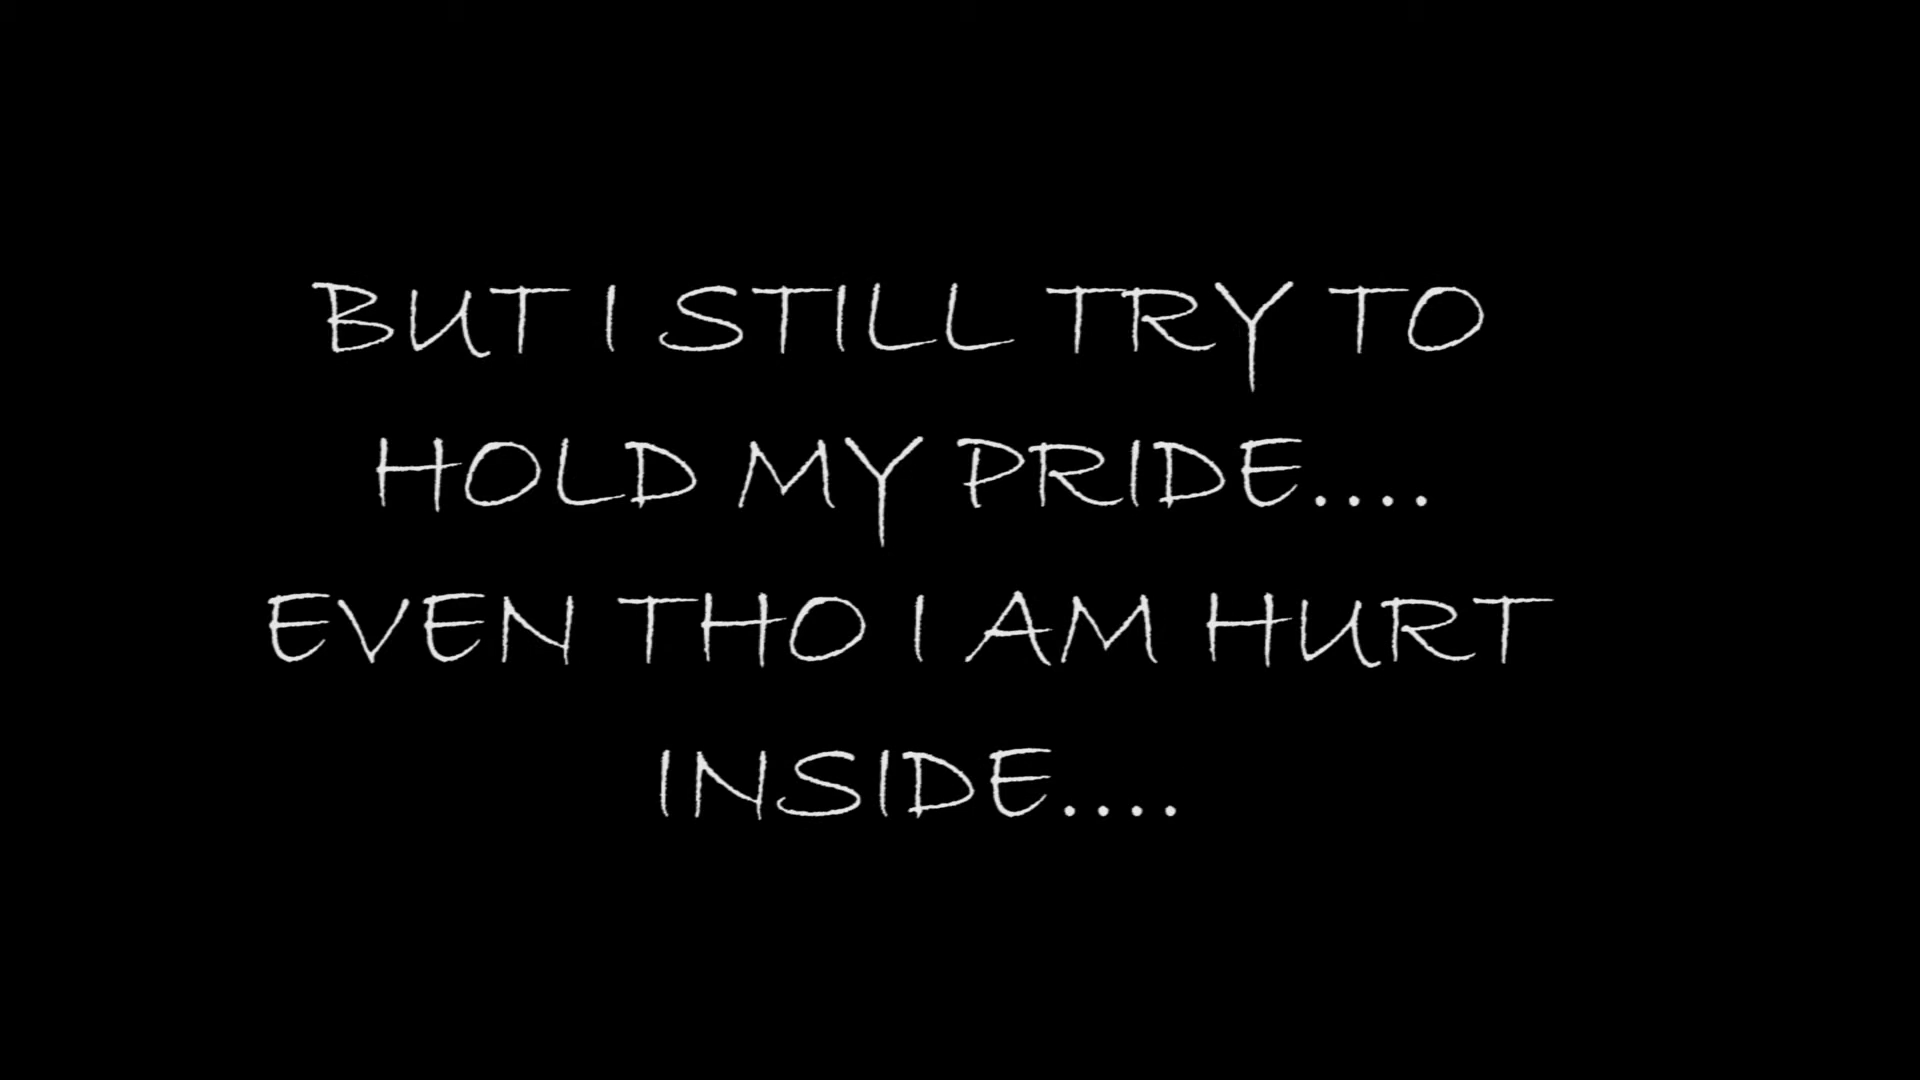 BUT I STILL TRY TO
HOLD MY PRIDE....
EVEN THO I AM HURT
INSIDE....